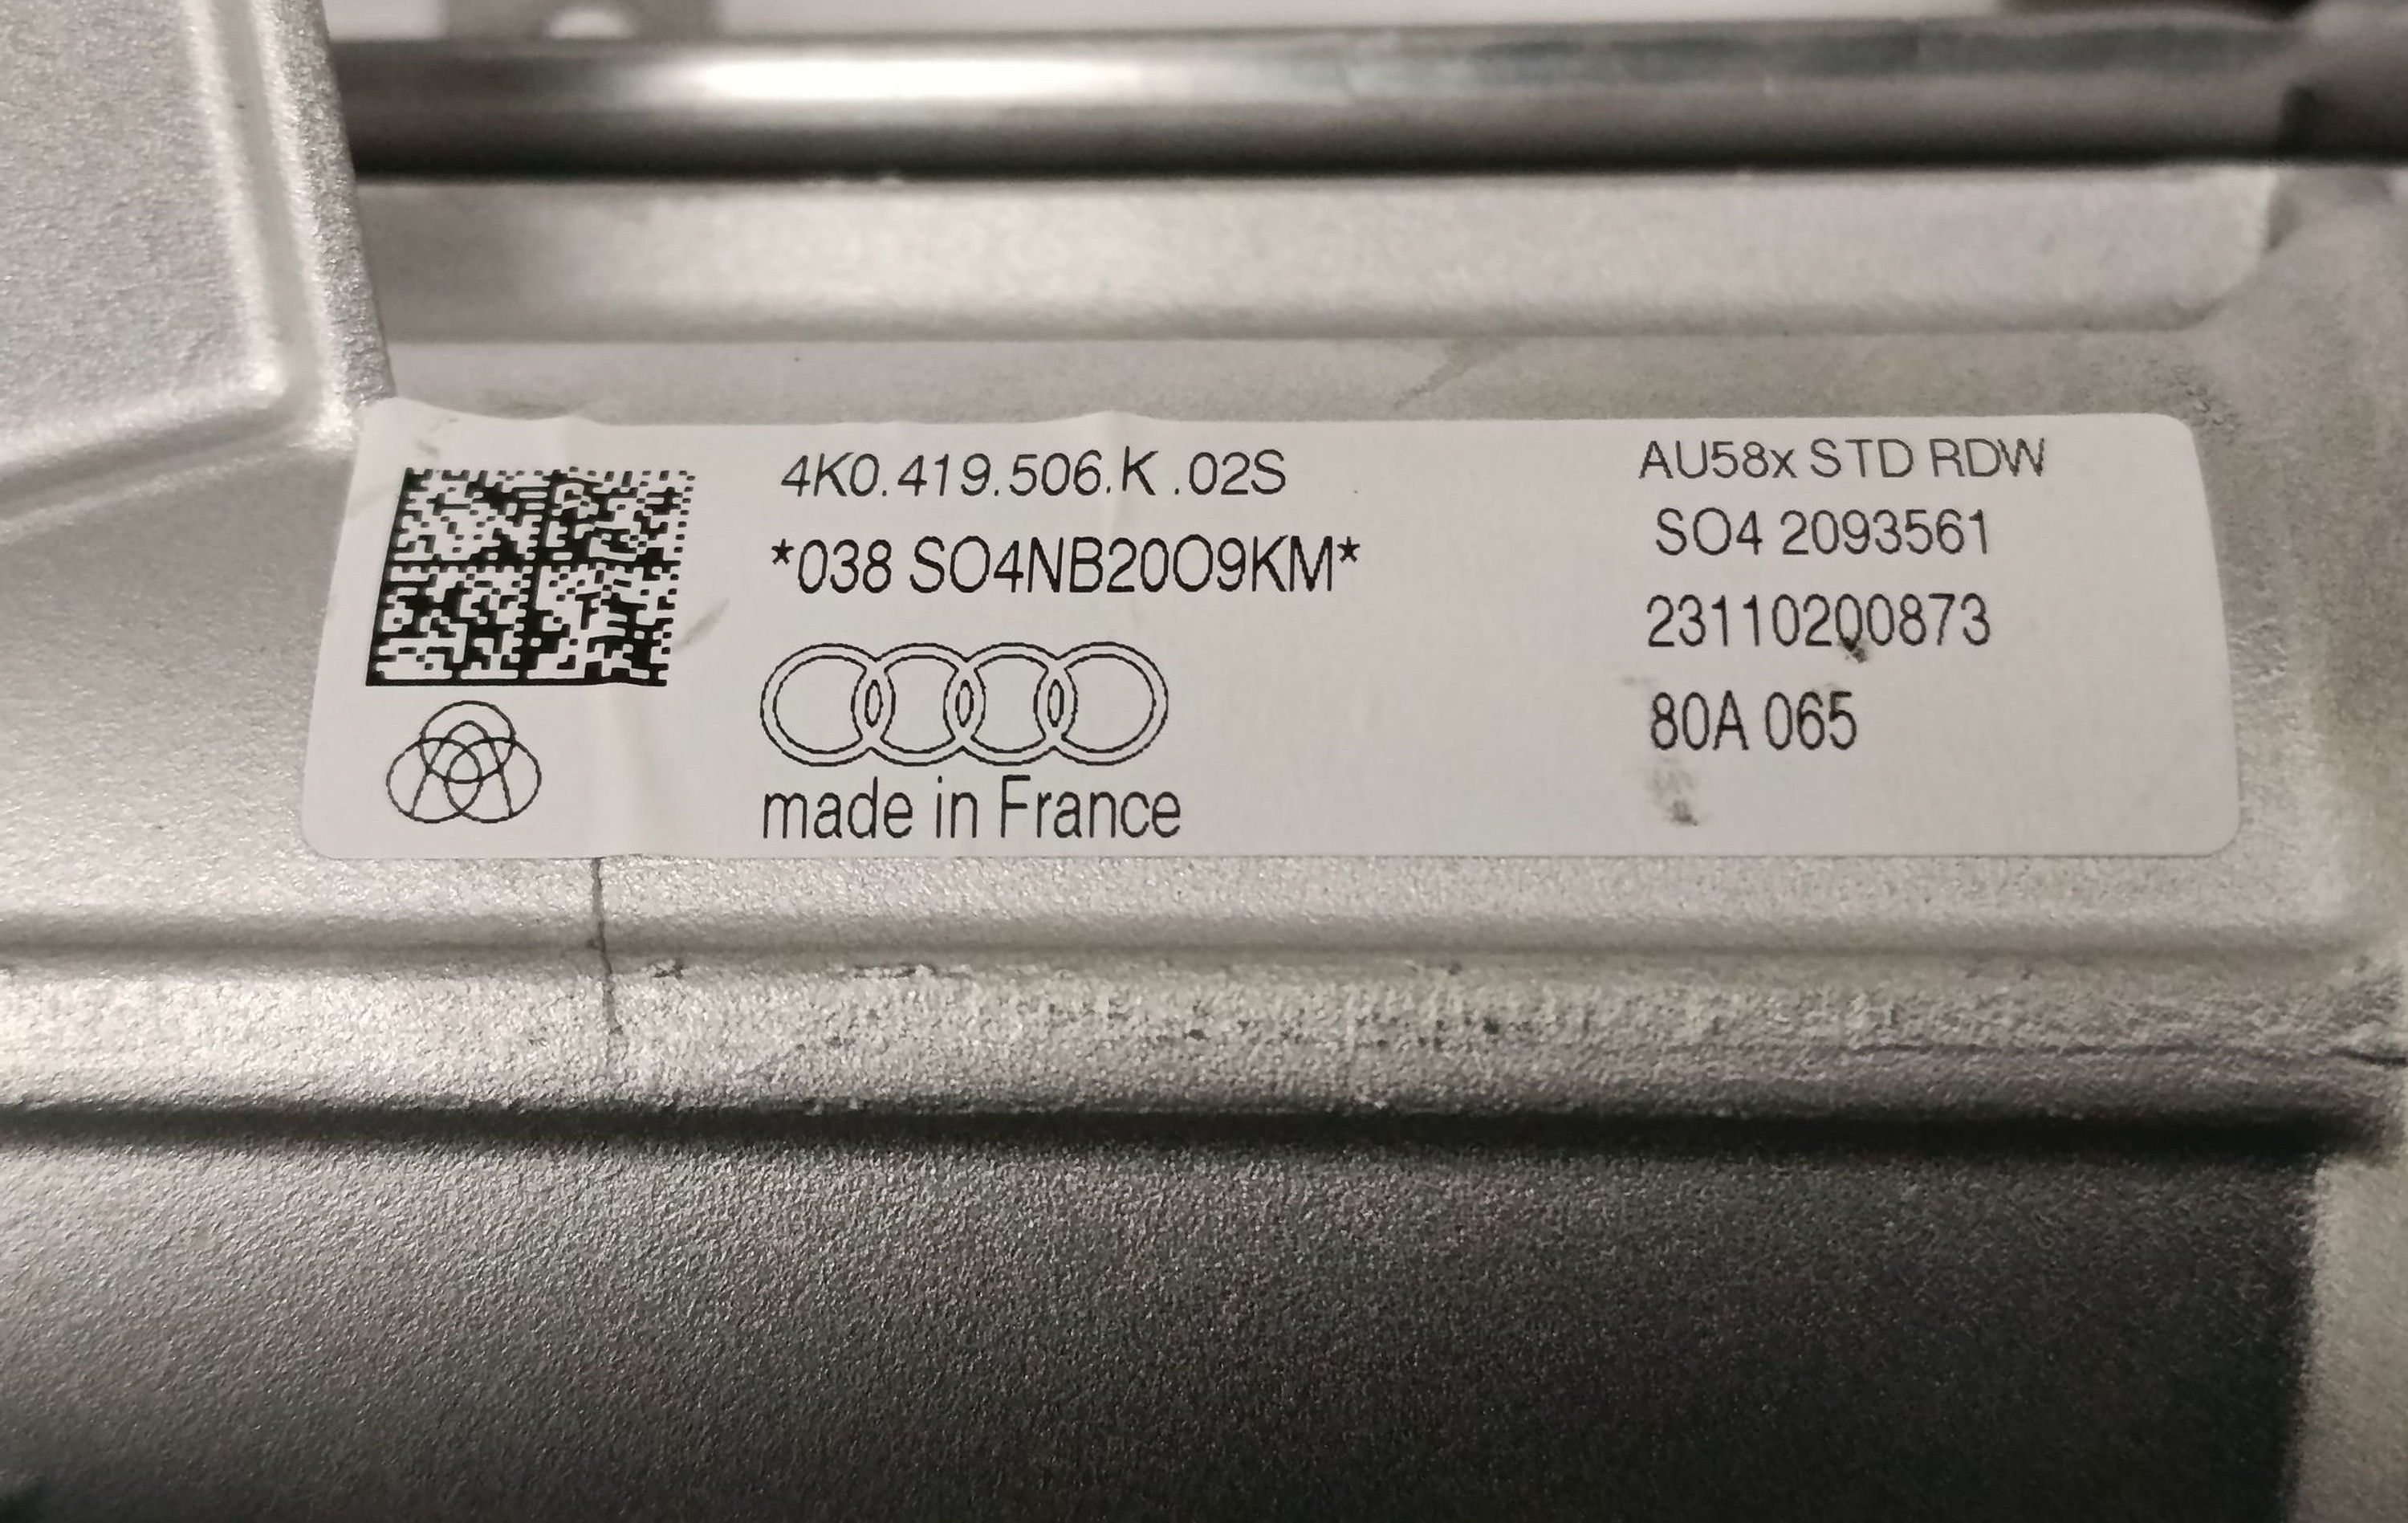 4K0.419.506.K .02S
*038 SO4NB20O9KM*
made in France
AU58x STD RDW
SO4 2093561
23110200873
80A 065